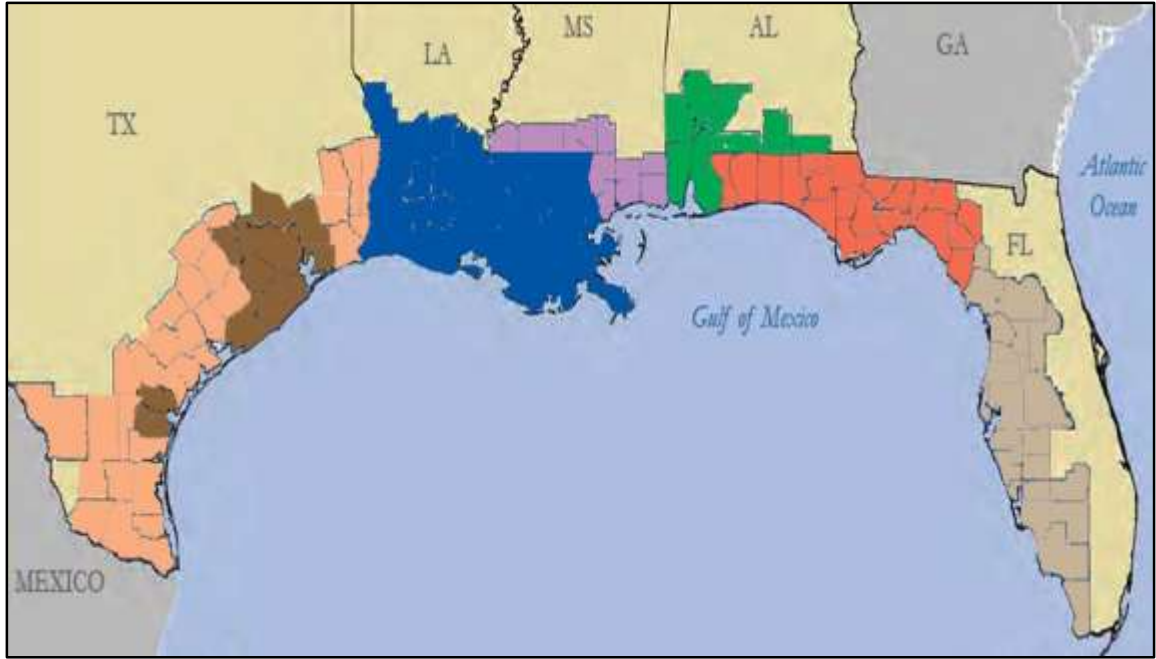 MS
AL
GA
LA
TX
Atlantic
Ocean
FL
Gulf of Mexico
MEXICO